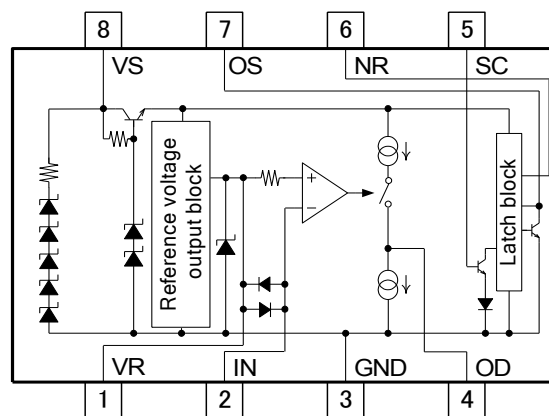 8 7 6 5
VS OS NR SC
Reference voltage
output block
+
−
Latch block
VR IN GND OD
1 2 3 4